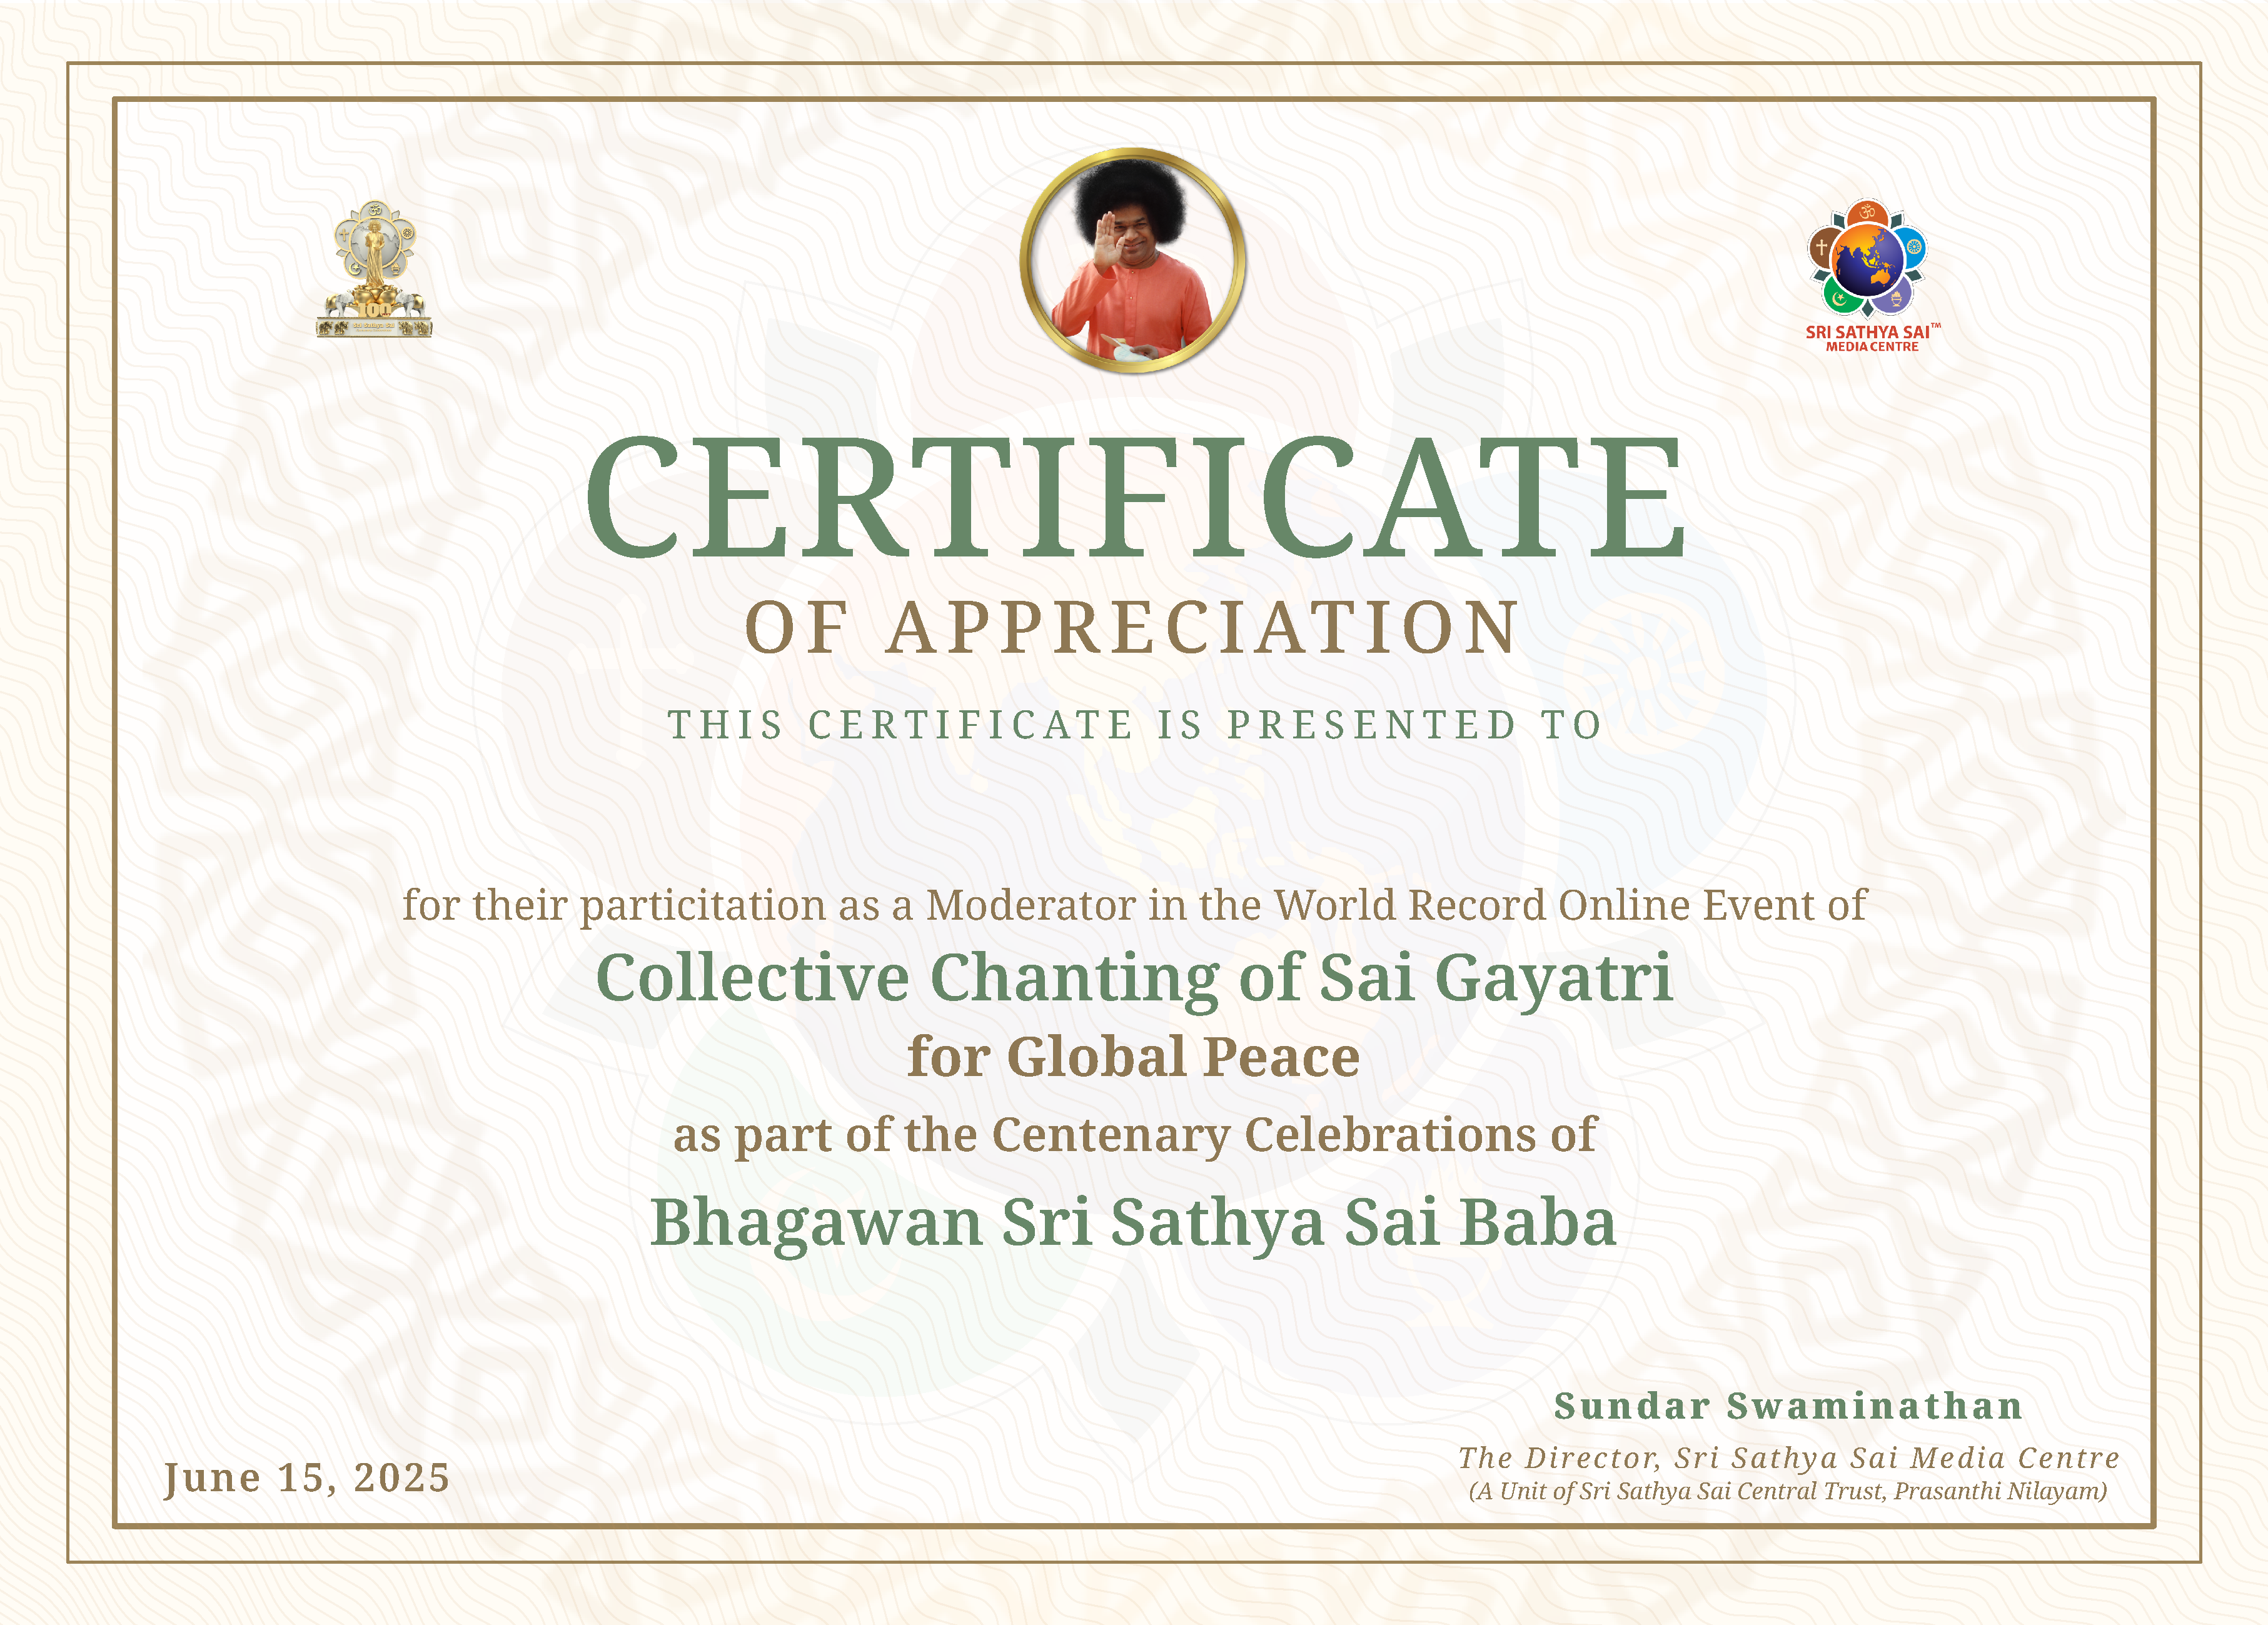 SRI SATHYA SAI™
MEDIA CENTRE
CERTIFICATE
OF APPRECIATION
THIS CERTIFICATE IS PRESENTED TO
for their particitation as a Moderator in the World Record Online Event of
Collective Chanting of Sai Gayatri
for Global Peace
as part of the Centenary Celebrations of
Bhagawan Sri Sathya Sai Baba
Sundar Swaminathan
The Director, Sri Sathya Sai Media Centre
(A Unit of Sri Sathya Sai Central Trust, Prasanthi Nilayam)
June 15, 2025